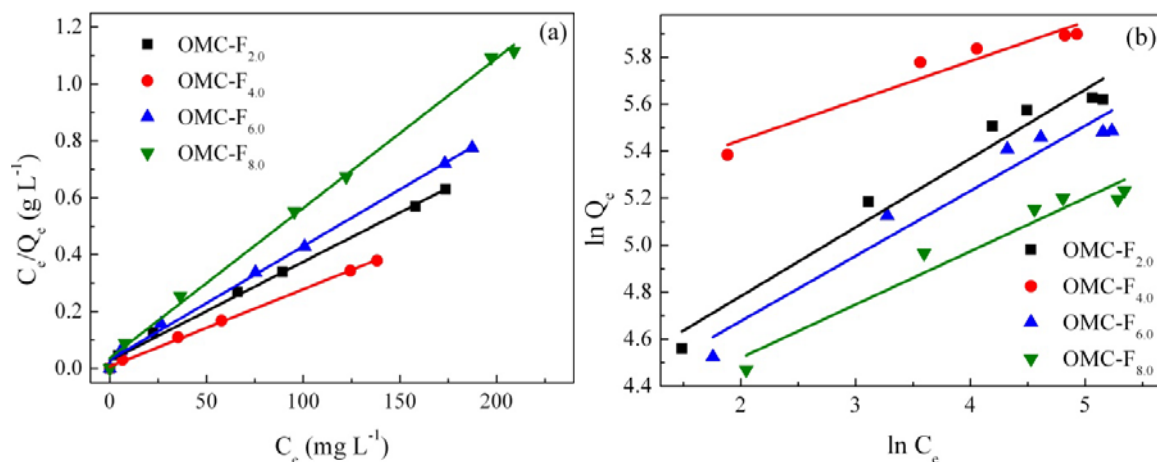 (a)
OMC-F2.0
OMC-F4.0
OMC-F6.0
OMC-F8.0
1.2
1.0
0.8
0.6
0.4
0.2
0.0
Ce/Qe (g L-1)
0 50 100 150 200
Ce (mg L-1)
(b)
6.0
5.8
5.6
5.4
5.2
5.0
4.8
4.6
4.4
ln Qe
OMC-F2.0
OMC-F4.0
OMC-F6.0
OMC-F8.0
2 3 4 5
ln Ce